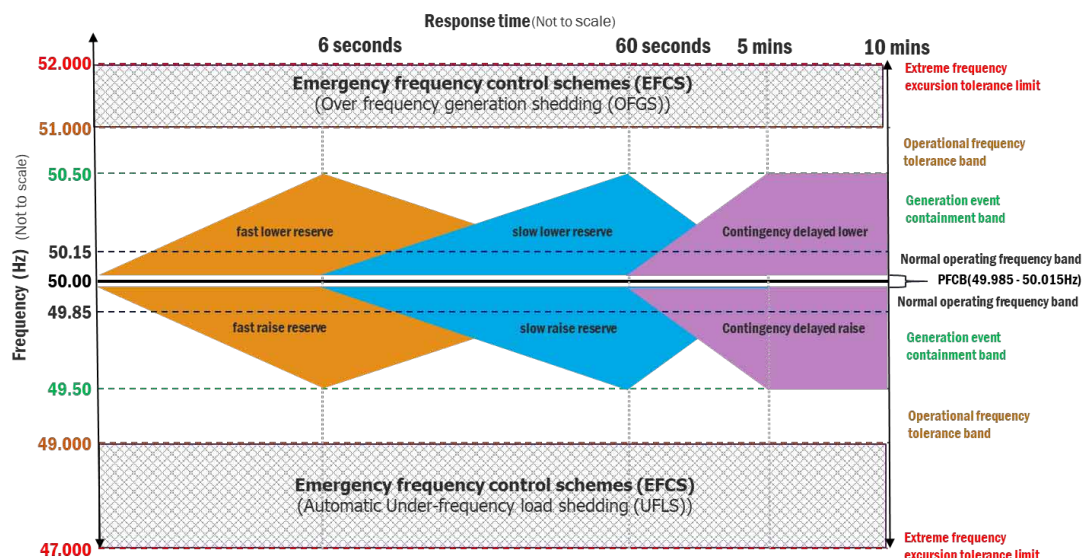 Response time (Not to scale)
6 seconds
60 seconds
5 mins
10 mins
Frequency (Hz) (Not to scale)
52.000
Emergency frequency control schemes (EFCS)
(Over frequency generation shedding (OFGS))
Extreme frequency
excursion tolerance limit
51.000
Operational frequency
tolerance band
50.50
Generation event
containment band
fast lower reserve
slow lower reserve
Contingency delayed lower
50.15
Normal operating frequency band
50.00
PFCB(49.985 - 50.015Hz)
49.85
Normal operating frequency band
fast raise reserve
slow raise reserve
Contingency delayed raise
Generation event
containment band
49.50
Operational frequency
tolerance band
49.000
Emergency frequency control schemes (EFCS)
(Automatic Under-frequency load shedding (UFLS))
47.000
Extreme frequency
excursion tolerance limit